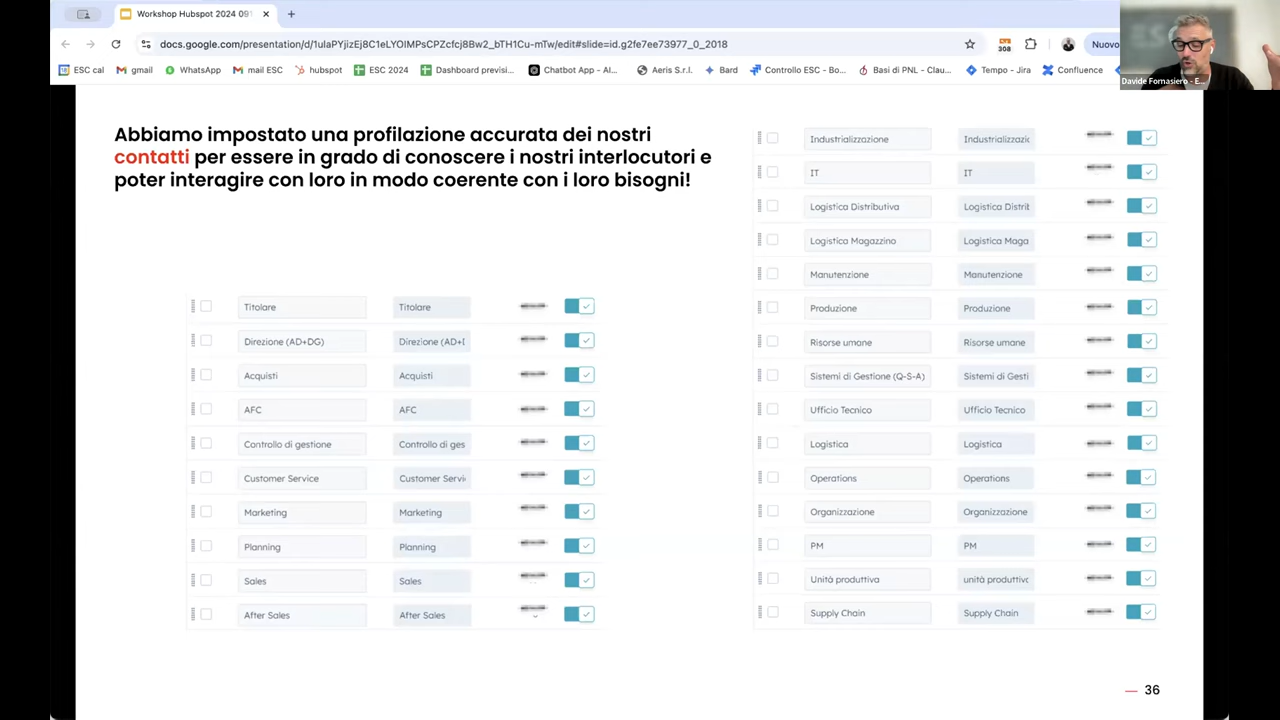 Workshop Hubspot 2024 09
docs.google.com/presentation/d/1ulaPYjizEj8C1eLYOIMPsCPZcfcj8Bw2_bTH1Cu-mTw/edit#slide=id.g2fe7ee73977_0_2018
308
Nuovo
ESC cal
gmail
WhatsApp
mail ESC
hubspot
ESC 2024
Dashboard previsi...
Chatbot App - AI...
Aeris S.r.l.
Bard
Controllo ESC - Bo...
Basi di PNL - Clau...
Tempo - Jira
Confluence
Davide Fornasiero - E...
Abbiamo impostato una profilazione accurata dei nostri
contatti per essere in grado di conoscere i nostri interlocutori e
poter interagire con loro in modo coerente con i loro bisogni!
Titolare Titolare
Direzione (AD+DG) Direzione (AD+
Acquisti Acquisti
AFC AFC
Controllo di gestione Controllo di ges
Customer Service Customer Servi
Marketing Marketing
Planning Planning
Sales Sales
After Sales After Sales
Industrializzazione Industrializzazic
IT IT
Logistica Distributiva Logistica Distrib
Logistica Magazzino Logistica Maga
Manutenzione Manutenzione
Produzione Produzione
Risorse umane Risorse umane
Sistemi di Gestione (Q-S-A) Sistemi di Gesti
Ufficio Tecnico Ufficio Tecnico
Logistica Logistica
Operations Operations
Organizzazione Organizzazione
PM PM
Unità produttiva unità produttiva
Supply Chain Supply Chain
36